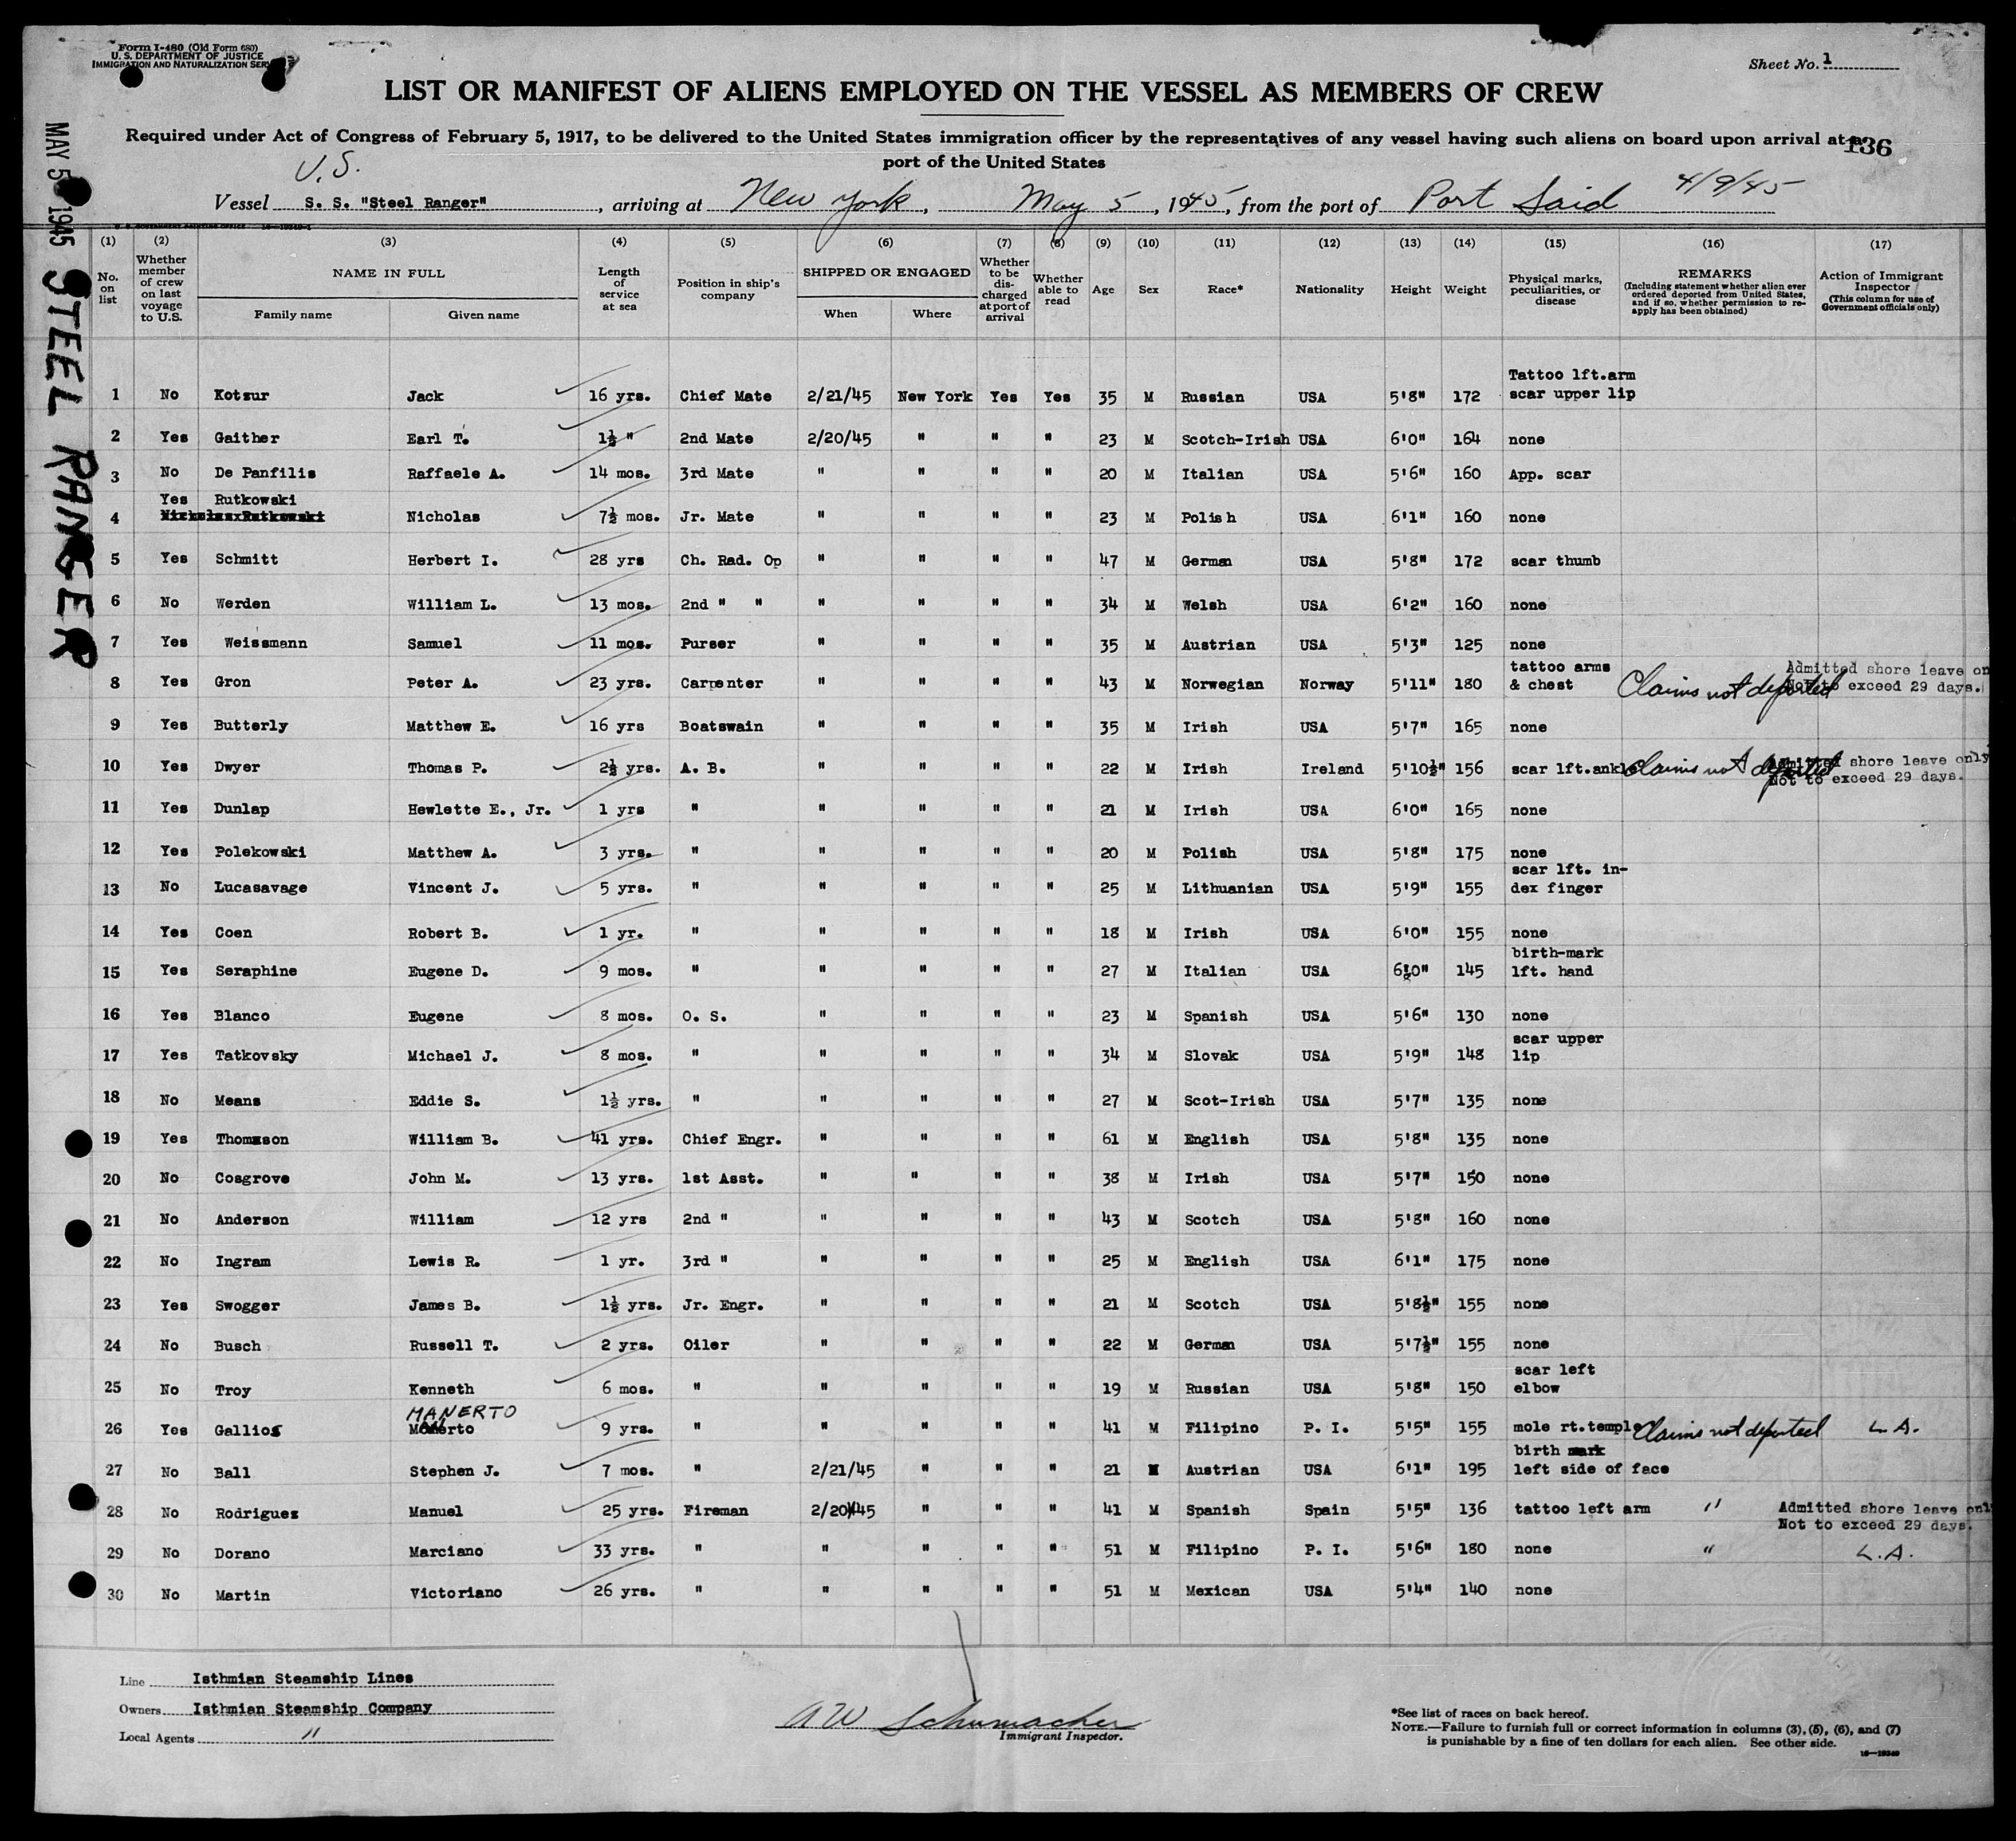 Form I-480 (Old Form 680)
U. S. DEPARTMENT OF JUSTICE
IMMIGRATION AND NATURALIZATION SERVICE
Sheet No. 1
LIST OR MANIFEST OF ALIENS EMPLOYED ON THE VESSEL AS MEMBERS OF CREW
Required under Act of Congress of February 5, 1917, to be delivered to the United States immigration officer by the representatives of any vessel having such aliens on board upon arrival at a
port of the United States
136
U.S.
Vessel S. S. "Steel Ranger", arriving at New York, May 5, 1945, from the port of Port Said 4/9/45
MAY 5 1945
STEEL RANGER
(1) (2) (3) (4) (5) (6) (7) (8) (9) (10) (11) (12) (13) (14) (15) (16) (17)
No. on list
Whether member of crew on last voyage to U.S.
NAME IN FULL
Family name Given name
Length of service at sea
Position in ship's company
SHIPPED OR ENGAGED
When Where
Whether to be discharged at port of arrival
Whether able to read
Age Sex Race* Nationality Height Weight
Physical marks, peculiarities, or disease
REMARKS
(Including statement whether alien ever ordered deported from United States, and if so, whether permission to reapply has been obtained)
Action of Immigrant Inspector
(This column for use of Government officials only)
1 No Kotsur Jack 16 yrs. Chief Mate 2/21/45 New York Yes Yes 35 M Russian USA 5'8" 172 Tattoo lft.arm scar upper lip
2 Yes Gaither Earl T. 1½ " 2nd Mate 2/20/45 " " " 23 M Scotch-Irish USA 6'0" 164 none
3 No De Panfilis Raffaele A. 14 mos. 3rd Mate " " " " 20 M Italian USA 5'6" 160 App. scar
4 Yes Rutkowski Nicholas 7½ mos. Jr. Mate " " " " 23 M Polish USA 6'1" 160 none
5 Yes Schmitt Herbert I. 28 yrs Ch. Rad. Op " " " " 47 M German USA 5'8" 172 scar thumb
6 No Werden William L. 13 mos. 2nd " " " " " " 34 M Welsh USA 6'2" 160 none
7 Yes Weissmann Samuel 11 mos. Purser " " " " 35 M Austrian USA 5'3" 125 none
8 Yes Gron Peter A. 23 yrs. Carpenter " " " " 43 M Norwegian Norway 5'11" 180 tattoo arms & chest Claims not deported Admitted shore leave on Not to exceed 29 days.
9 Yes Butterly Matthew E. 16 yrs Boatswain " " " " 35 M Irish USA 5'7" 165 none
10 Yes Dwyer Thomas P. 2½ yrs. A. B. " " " " 22 M Irish Ireland 5'10½" 156 scar lft.ankle Claims not deported Admitted shore leave only Not to exceed 29 days.
11 Yes Dunlap Hewlette E., Jr. 1 yrs " " " " " 21 M Irish USA 6'0" 165 none
12 Yes Polekowski Matthew A. 3 yrs. " " " " " 20 M Polish USA 5'8" 175 none
13 No Lucasavage Vincent J. 5 yrs. " " " " " 25 M Lithuanian USA 5'9" 155 scar lft. in-dex finger
14 Yes Coen Robert B. 1 yr. " " " " " 18 M Irish USA 6'0" 155 none
15 Yes Seraphine Eugene D. 9 mos. " " " " " 27 M Italian USA 6'0" 145 birth-mark lft. hand
16 Yes Blanco Eugene 8 mos. O. S. " " " " 23 M Spanish USA 5'6" 130 none
17 Yes Tatkovsky Michael J. 8 mos. " " " " " 34 M Slovak USA 5'9" 148 scar upper lip
18 No Means Eddie S. 1½ yrs. " " " " " 27 M Scot-Irish USA 5'7" 135 none
19 Yes Thomason William B. 41 yrs. Chief Engr. " " " " 61 M English USA 5'8" 135 none
20 No Cosgrove John M. 13 yrs. 1st Asst. " " " " 38 M Irish USA 5'7" 150 none
21 No Anderson William 12 yrs 2nd " " " " " 43 M Scotch USA 5'8" 160 none
22 No Ingram Lewis R. 1 yr. 3rd " " " " " 25 M English USA 6'1" 175 none
23 Yes Swogger James B. 1½ yrs. Jr. Engr. " " " " 21 M Scotch USA 5'8½" 155 none
24 No Busch Russell T. 2 yrs. Oiler " " " " 22 M German USA 5'7½" 155 none
25 No Troy Kenneth 6 mos. " " " " " 19 M Russian USA 5'8" 150 scar left elbow
26 Yes Gallios MANERTO 9 yrs. " " " " " 41 M Filipino P. I. 5'5" 155 mole rt.temple Claims not deported L.A.
27 No Ball Stephen J. 7 mos. " 2/21/45 " " " 21 M Austrian USA 6'1" 195 birth mark left side of face
28 No Rodriguez Manuel 25 yrs. Fireman 2/20/45 " " " 41 M Spanish Spain 5'5" 136 tattoo left arm " Admitted shore leave only Not to exceed 29 days.
29 No Dorano Marciano 33 yrs. " " " " " 51 M Filipino P. I. 5'6" 180 none " L.A.
30 No Martin Victoriano 26 yrs. " " " " " 51 M Mexican USA 5'4" 140 none
Line Isthmian Steamship Lines
Owners Isthmian Steamship Company
Local Agents "
A W Schumacher
Immigrant Inspector.
*See list of races on back hereof.
NOTE.—Failure to furnish full or correct information in columns (3), (5), (6), and (7)
is punishable by a fine of ten dollars for each alien. See other side.